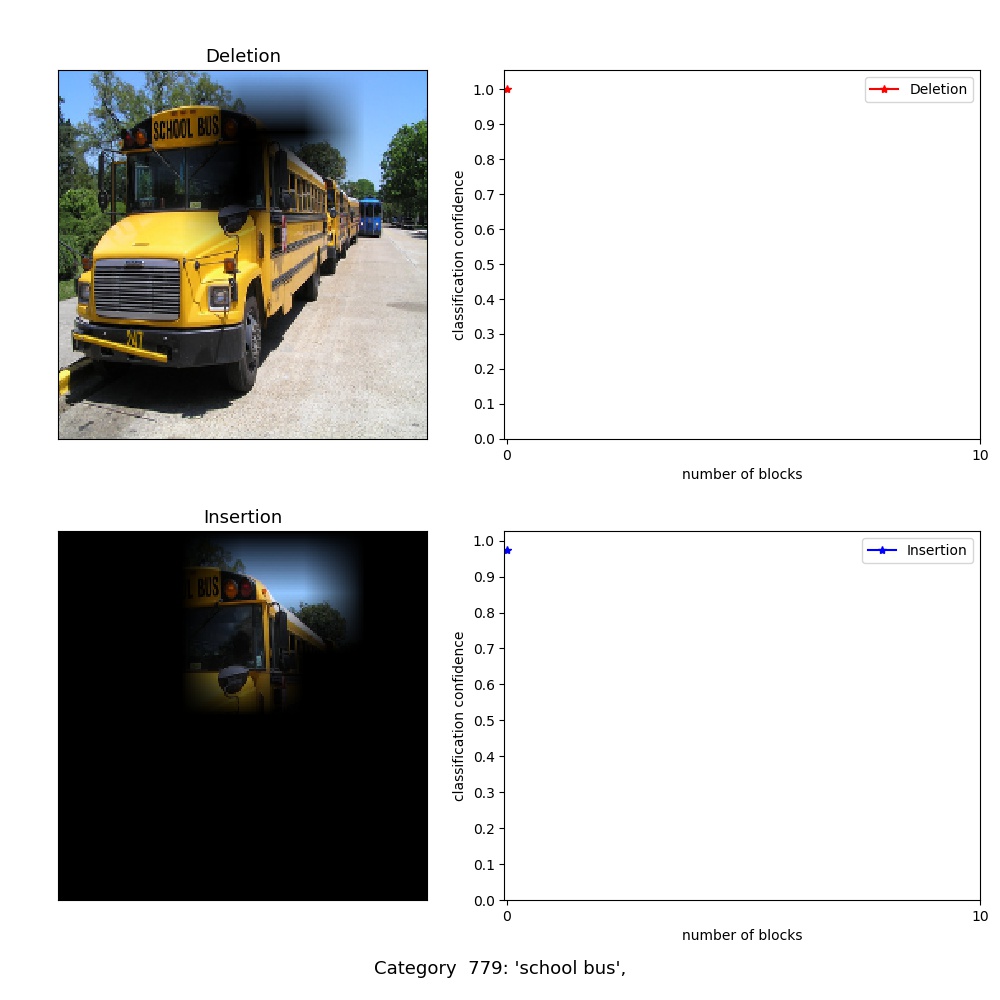 Deletion
SCHOOL BUS
Deletion
1.0
0.9
0.8
0.7
0.6
0.5
0.4
0.3
0.2
0.1
0.0
classification confidence
0
10
number of blocks
Insertion
L BUS
Insertion
1.0
0.9
0.8
0.7
0.6
0.5
0.4
0.3
0.2
0.1
0.0
classification confidence
0
10
number of blocks
Category 779: 'school bus',